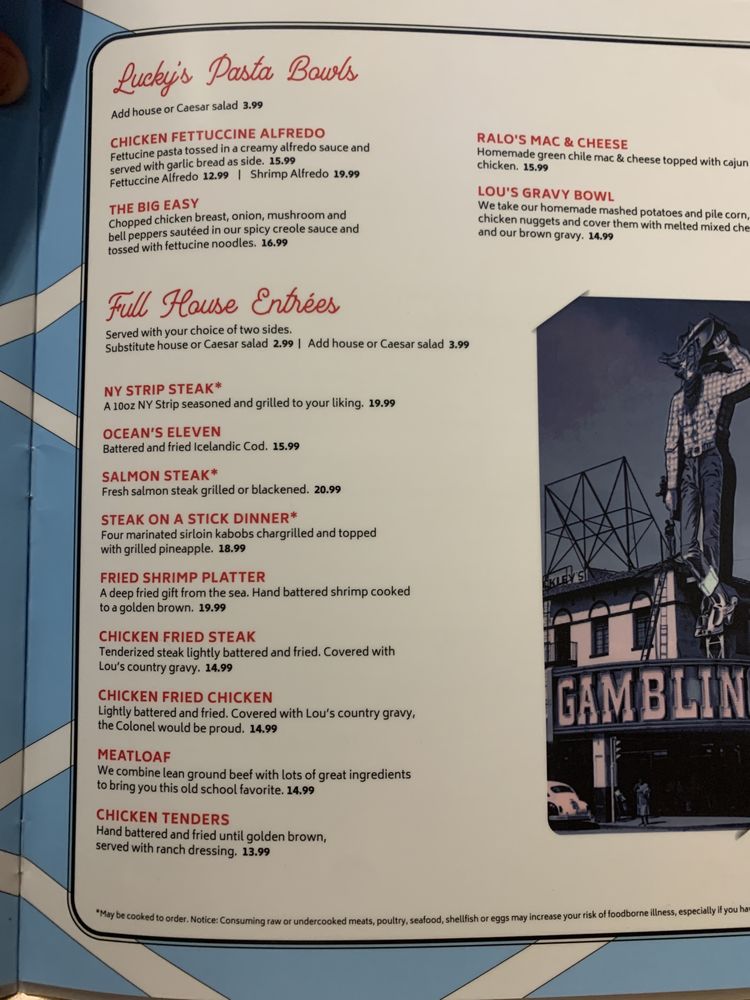 Lucky's Pasta Bowls
Add house or Caesar salad 3.99
CHICKEN FETTUCCINE ALFREDO
Fettucine pasta tossed in a creamy alfredo sauce and
served with garlic bread as side. 15.99
Fettuccine Alfredo 12.99 | Shrimp Alfredo 19.99
THE BIG EASY
Chopped chicken breast, onion, mushroom and
bell peppers sautéed in our spicy creole sauce and
tossed with fettucine noodles. 16.99
RALO'S MAC & CHEESE
Homemade green chile mac & cheese topped with cajun
chicken. 15.99
LOU'S GRAVY BOWL
We take our homemade mashed potatoes and pile corn,
chicken nuggets and cover them with melted mixed che
and our brown gravy. 14.99
Full House Entrées
Served with your choice of two sides.
Substitute house or Caesar salad 2.99 | Add house or Caesar salad 3.99
NY STRIP STEAK*
A 10oz NY Strip seasoned and grilled to your liking. 19.99
OCEAN'S ELEVEN
Battered and fried Icelandic Cod. 15.99
SALMON STEAK*
Fresh salmon steak grilled or blackened. 20.99
STEAK ON A STICK DINNER*
Four marinated sirloin kabobs chargrilled and topped
with grilled pineapple. 18.99
FRIED SHRIMP PLATTER
A deep fried gift from the sea. Hand battered shrimp cooked
to a golden brown. 19.99
CHICKEN FRIED STEAK
Tenderized steak lightly battered and fried. Covered with
Lou's country gravy. 14.99
CHICKEN FRIED CHICKEN
Lightly battered and fried. Covered with Lou's country gravy,
the Colonel would be proud. 14.99
MEATLOAF
We combine lean ground beef with lots of great ingredients
to bring you this old school favorite. 14.99
CHICKEN TENDERS
Hand battered and fried until golden brown,
served with ranch dressing. 13.99
CKLEY'S
GAMBLIN
*May be cooked to order. Notice: Consuming raw or undercooked meats, poultry, seafood, shellfish or eggs may increase your risk of foodborne illness, especially if you ha